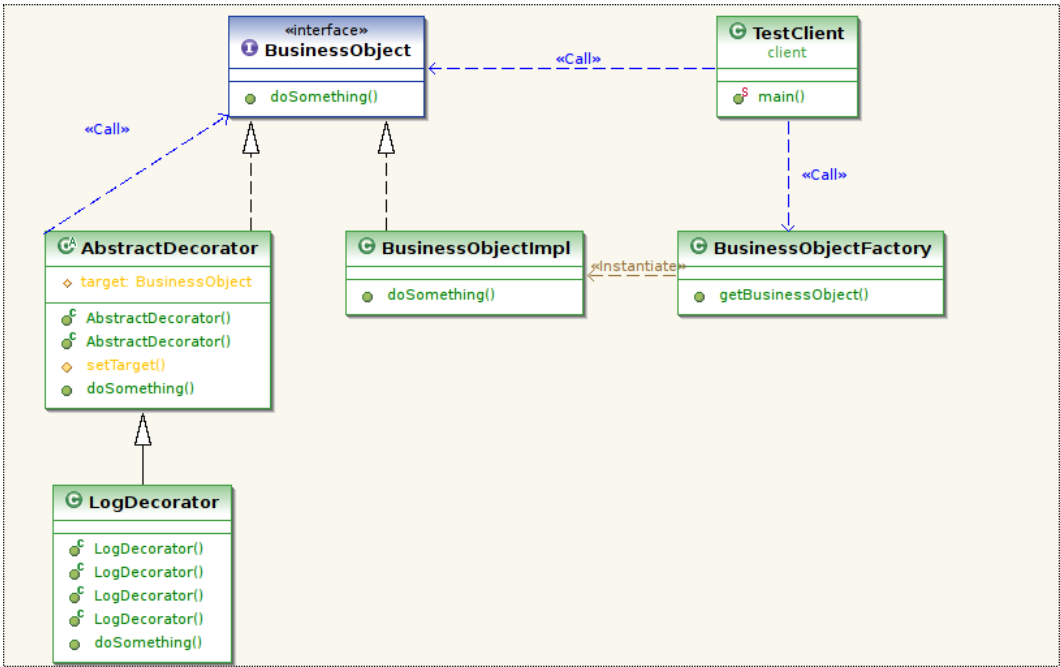 «interface»
BusinessObject
doSomething()
TestClient
client
main()
«Call»
«Call»
«Call»
AbstractDecorator
target: BusinessObject
AbstractDecorator()
AbstractDecorator()
setTarget()
doSomething()
BusinessObjectImpl
doSomething()
«Instantiate»
BusinessObjectFactory
getBusinessObject()
LogDecorator
LogDecorator()
LogDecorator()
LogDecorator()
LogDecorator()
doSomething()